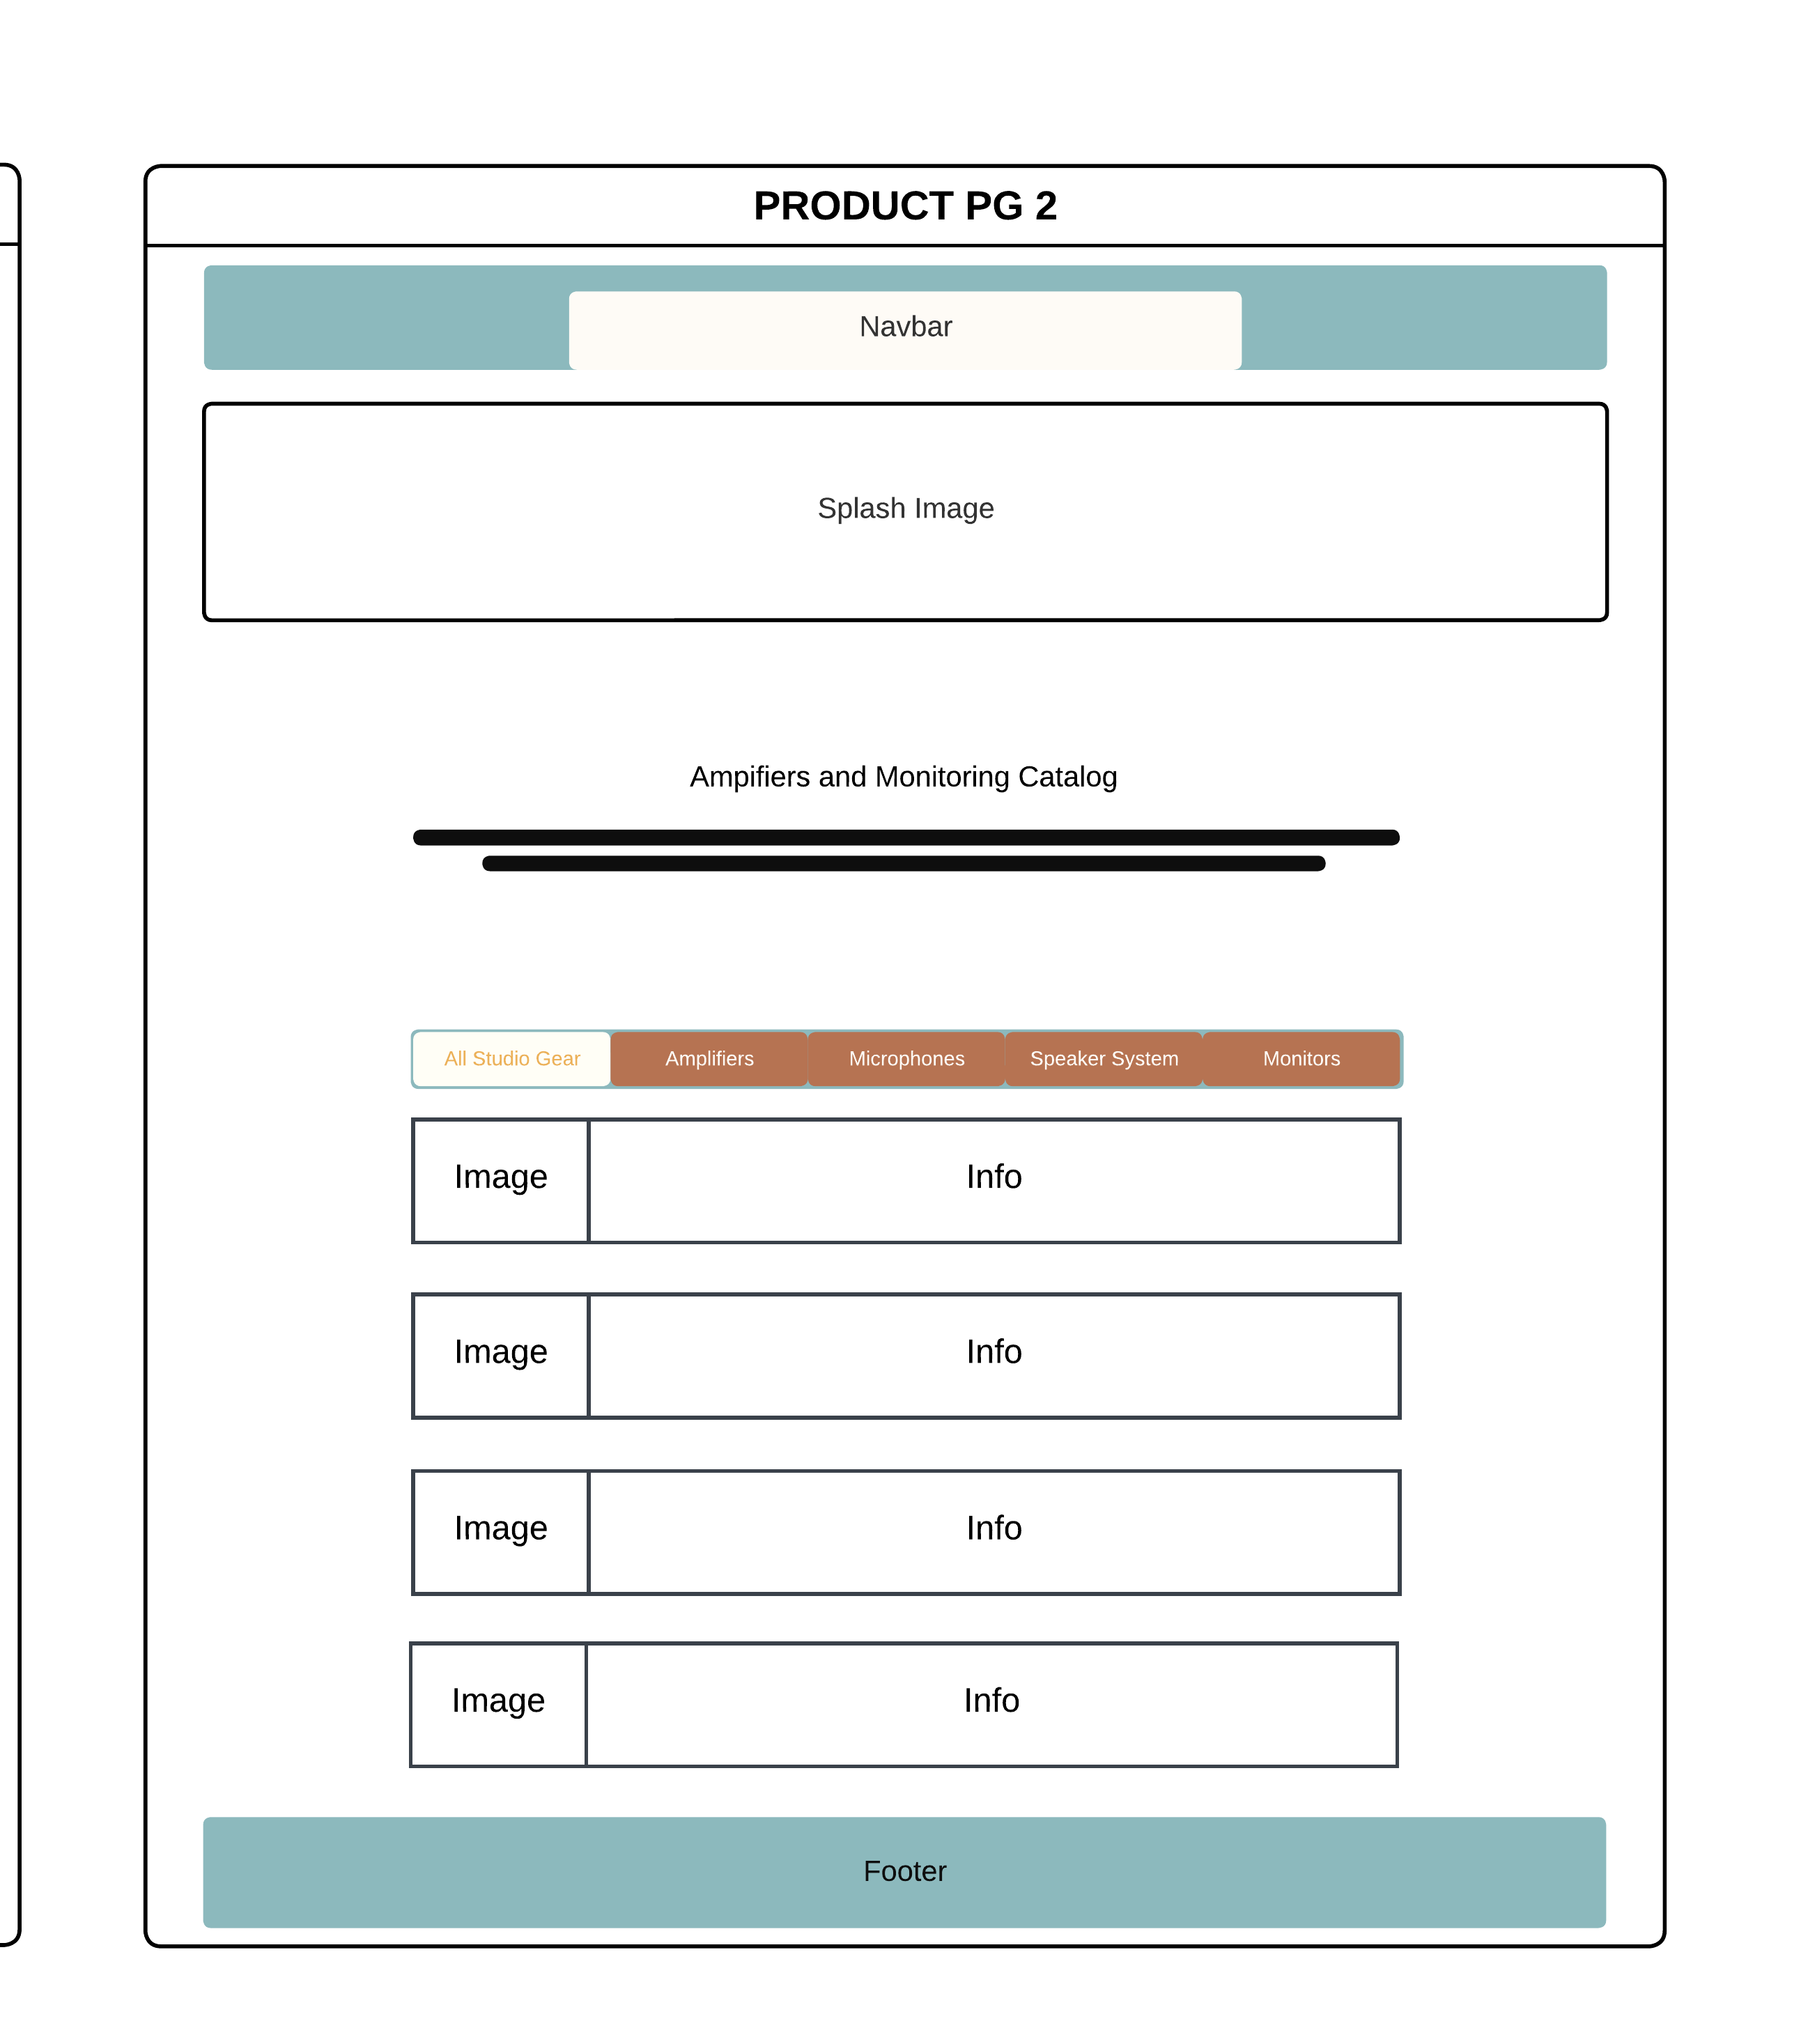 PRODUCT PG 2
Navbar
Splash Image
Ampifiers and Monitoring Catalog
All Studio Gear Amplifiers Microphones Speaker System Monitors
Image Info
Image Info
Image Info
Image Info
Footer